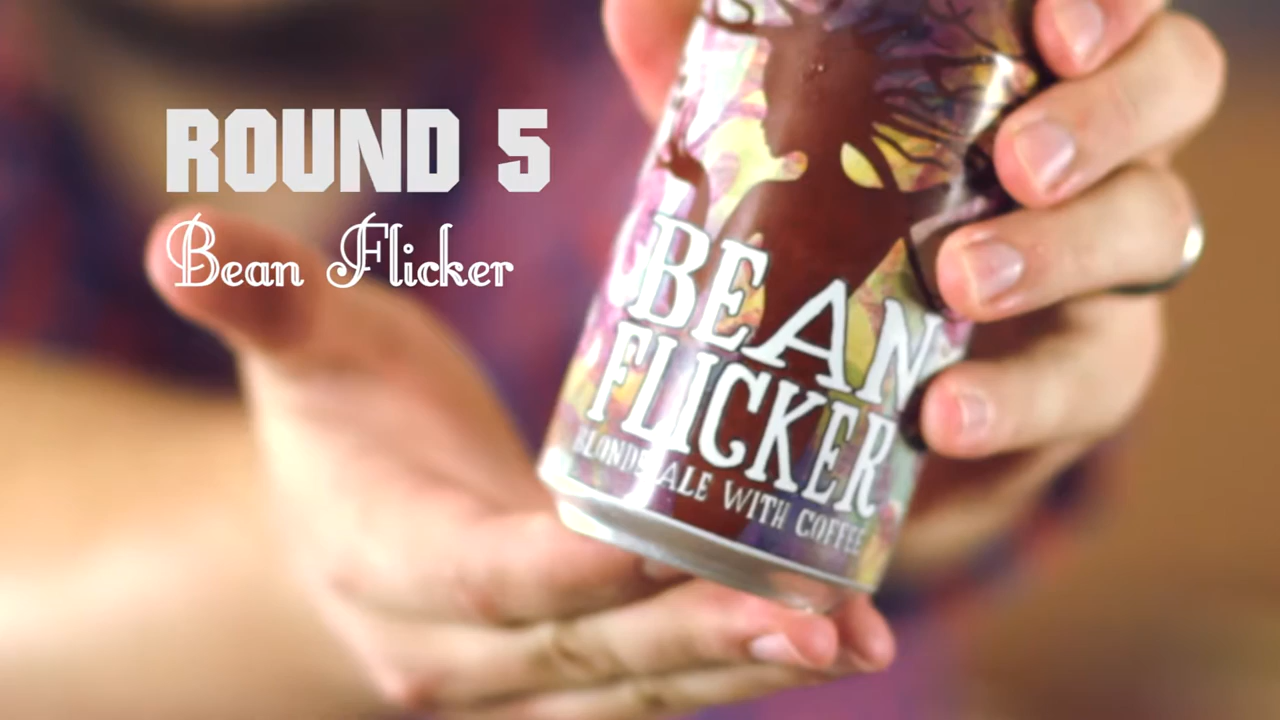 ROUND 5
Bean Flicker
BEAN
FLICKER
BLONDE ALE WITH COFFEE